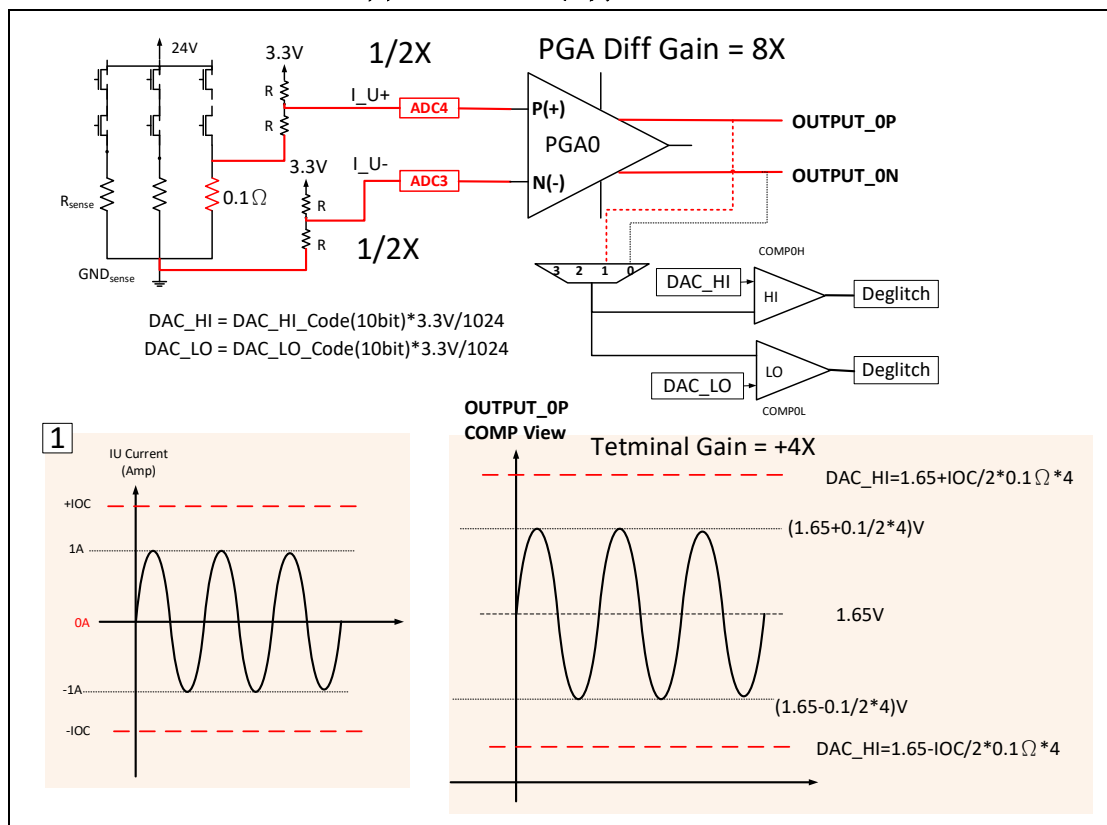 24V
3.3V
1/2X
PGA Diff Gain = 8X
R
R
I_U+
ADC4
P(+)
PGA0
OUTPUT_0P
3.3V
I_U-
ADC3
N(-)
OUTPUT_0N
Rsense
0.1Ω
R
R
1/2X
GNDsense
3 2 1 0
COMP0H
DAC_HI
HI
Deglitch
DAC_HI = DAC_HI_Code(10bit)*3.3V/1024
DAC_LO = DAC_LO_Code(10bit)*3.3V/1024
LO
Deglitch
DAC_LO
COMP0L
1
IU Current
(Amp)
+IOC
1A
0A
-1A
-IOC
OUTPUT_0P
COMP View
Tetminal Gain = +4X
DAC_HI=1.65+IOC/2*0.1Ω*4
(1.65+0.1/2*4)V
1.65V
(1.65-0.1/2*4)V
DAC_HI=1.65-IOC/2*0.1Ω*4